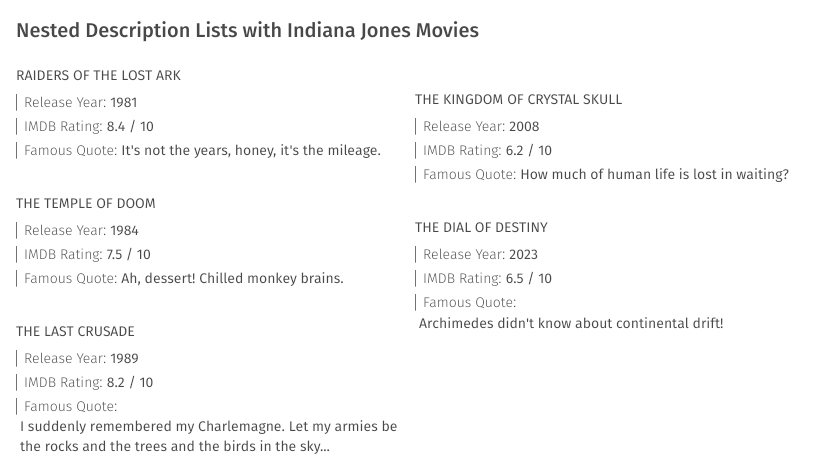 Nested Description Lists with Indiana Jones Movies
RAIDERS OF THE LOST ARK
Release Year: 1981
IMDB Rating: 8.4 / 10
Famous Quote: It's not the years, honey, it's the mileage.
THE TEMPLE OF DOOM
Release Year: 1984
IMDB Rating: 7.5 / 10
Famous Quote: Ah, dessert! Chilled monkey brains.
THE LAST CRUSADE
Release Year: 1989
IMDB Rating: 8.2 / 10
Famous Quote:
I suddenly remembered my Charlemagne. Let my armies be
the rocks and the trees and the birds in the sky...
THE KINGDOM OF CRYSTAL SKULL
Release Year: 2008
IMDB Rating: 6.2 / 10
Famous Quote: How much of human life is lost in waiting?
THE DIAL OF DESTINY
Release Year: 2023
IMDB Rating: 6.5 / 10
Famous Quote:
Archimedes didn't know about continental drift!